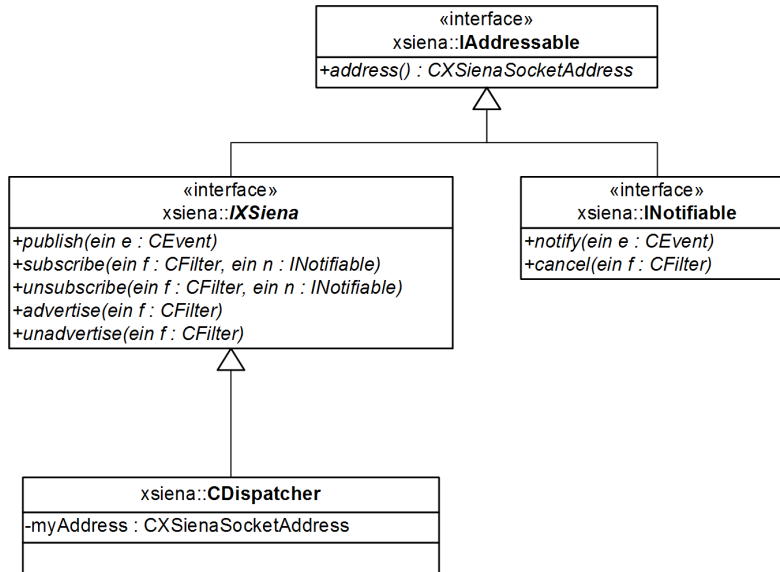 «interface»
xsiena::IAddressable
+address() : CXSienaSocketAddress
«interface»
xsiena::IXSiena
+publish(ein e : CEvent)
+subscribe(ein f : CFilter, ein n : INotifiable)
+unsubscribe(ein f : CFilter, ein n : INotifiable)
+advertise(ein f : CFilter)
+unadvertise(ein f : CFilter)
«interface»
xsiena::INotifiable
+notify(ein e : CEvent)
+cancel(ein f : CFilter)
xsiena::CDispatcher
-myAddress : CXSienaSocketAddress